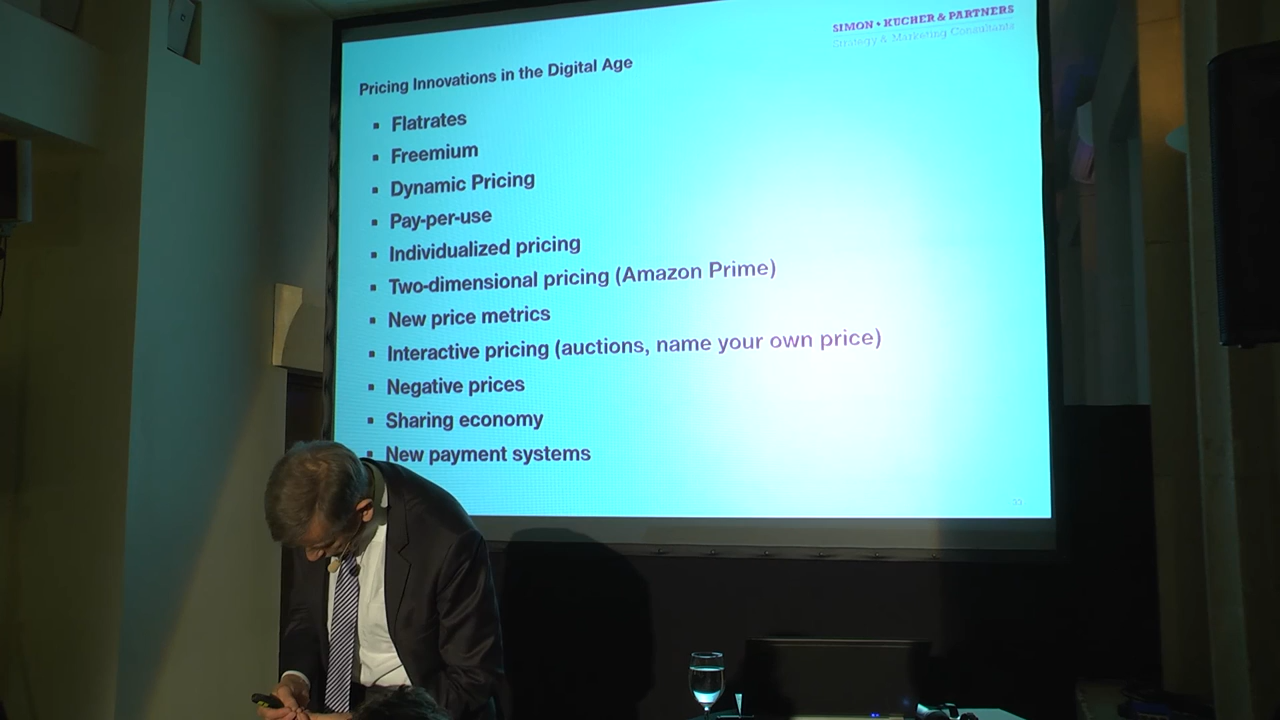 SIMON • KUCHER & PARTNERS
Strategy & Marketing Consultants
Pricing Innovations in the Digital Age
▪ Flatrates
▪ Freemium
▪ Dynamic Pricing
▪ Pay-per-use
▪ Individualized pricing
▪ Two-dimensional pricing (Amazon Prime)
▪ New price metrics
▪ Interactive pricing (auctions, name your own price)
▪ Negative prices
▪ Sharing economy
▪ New payment systems